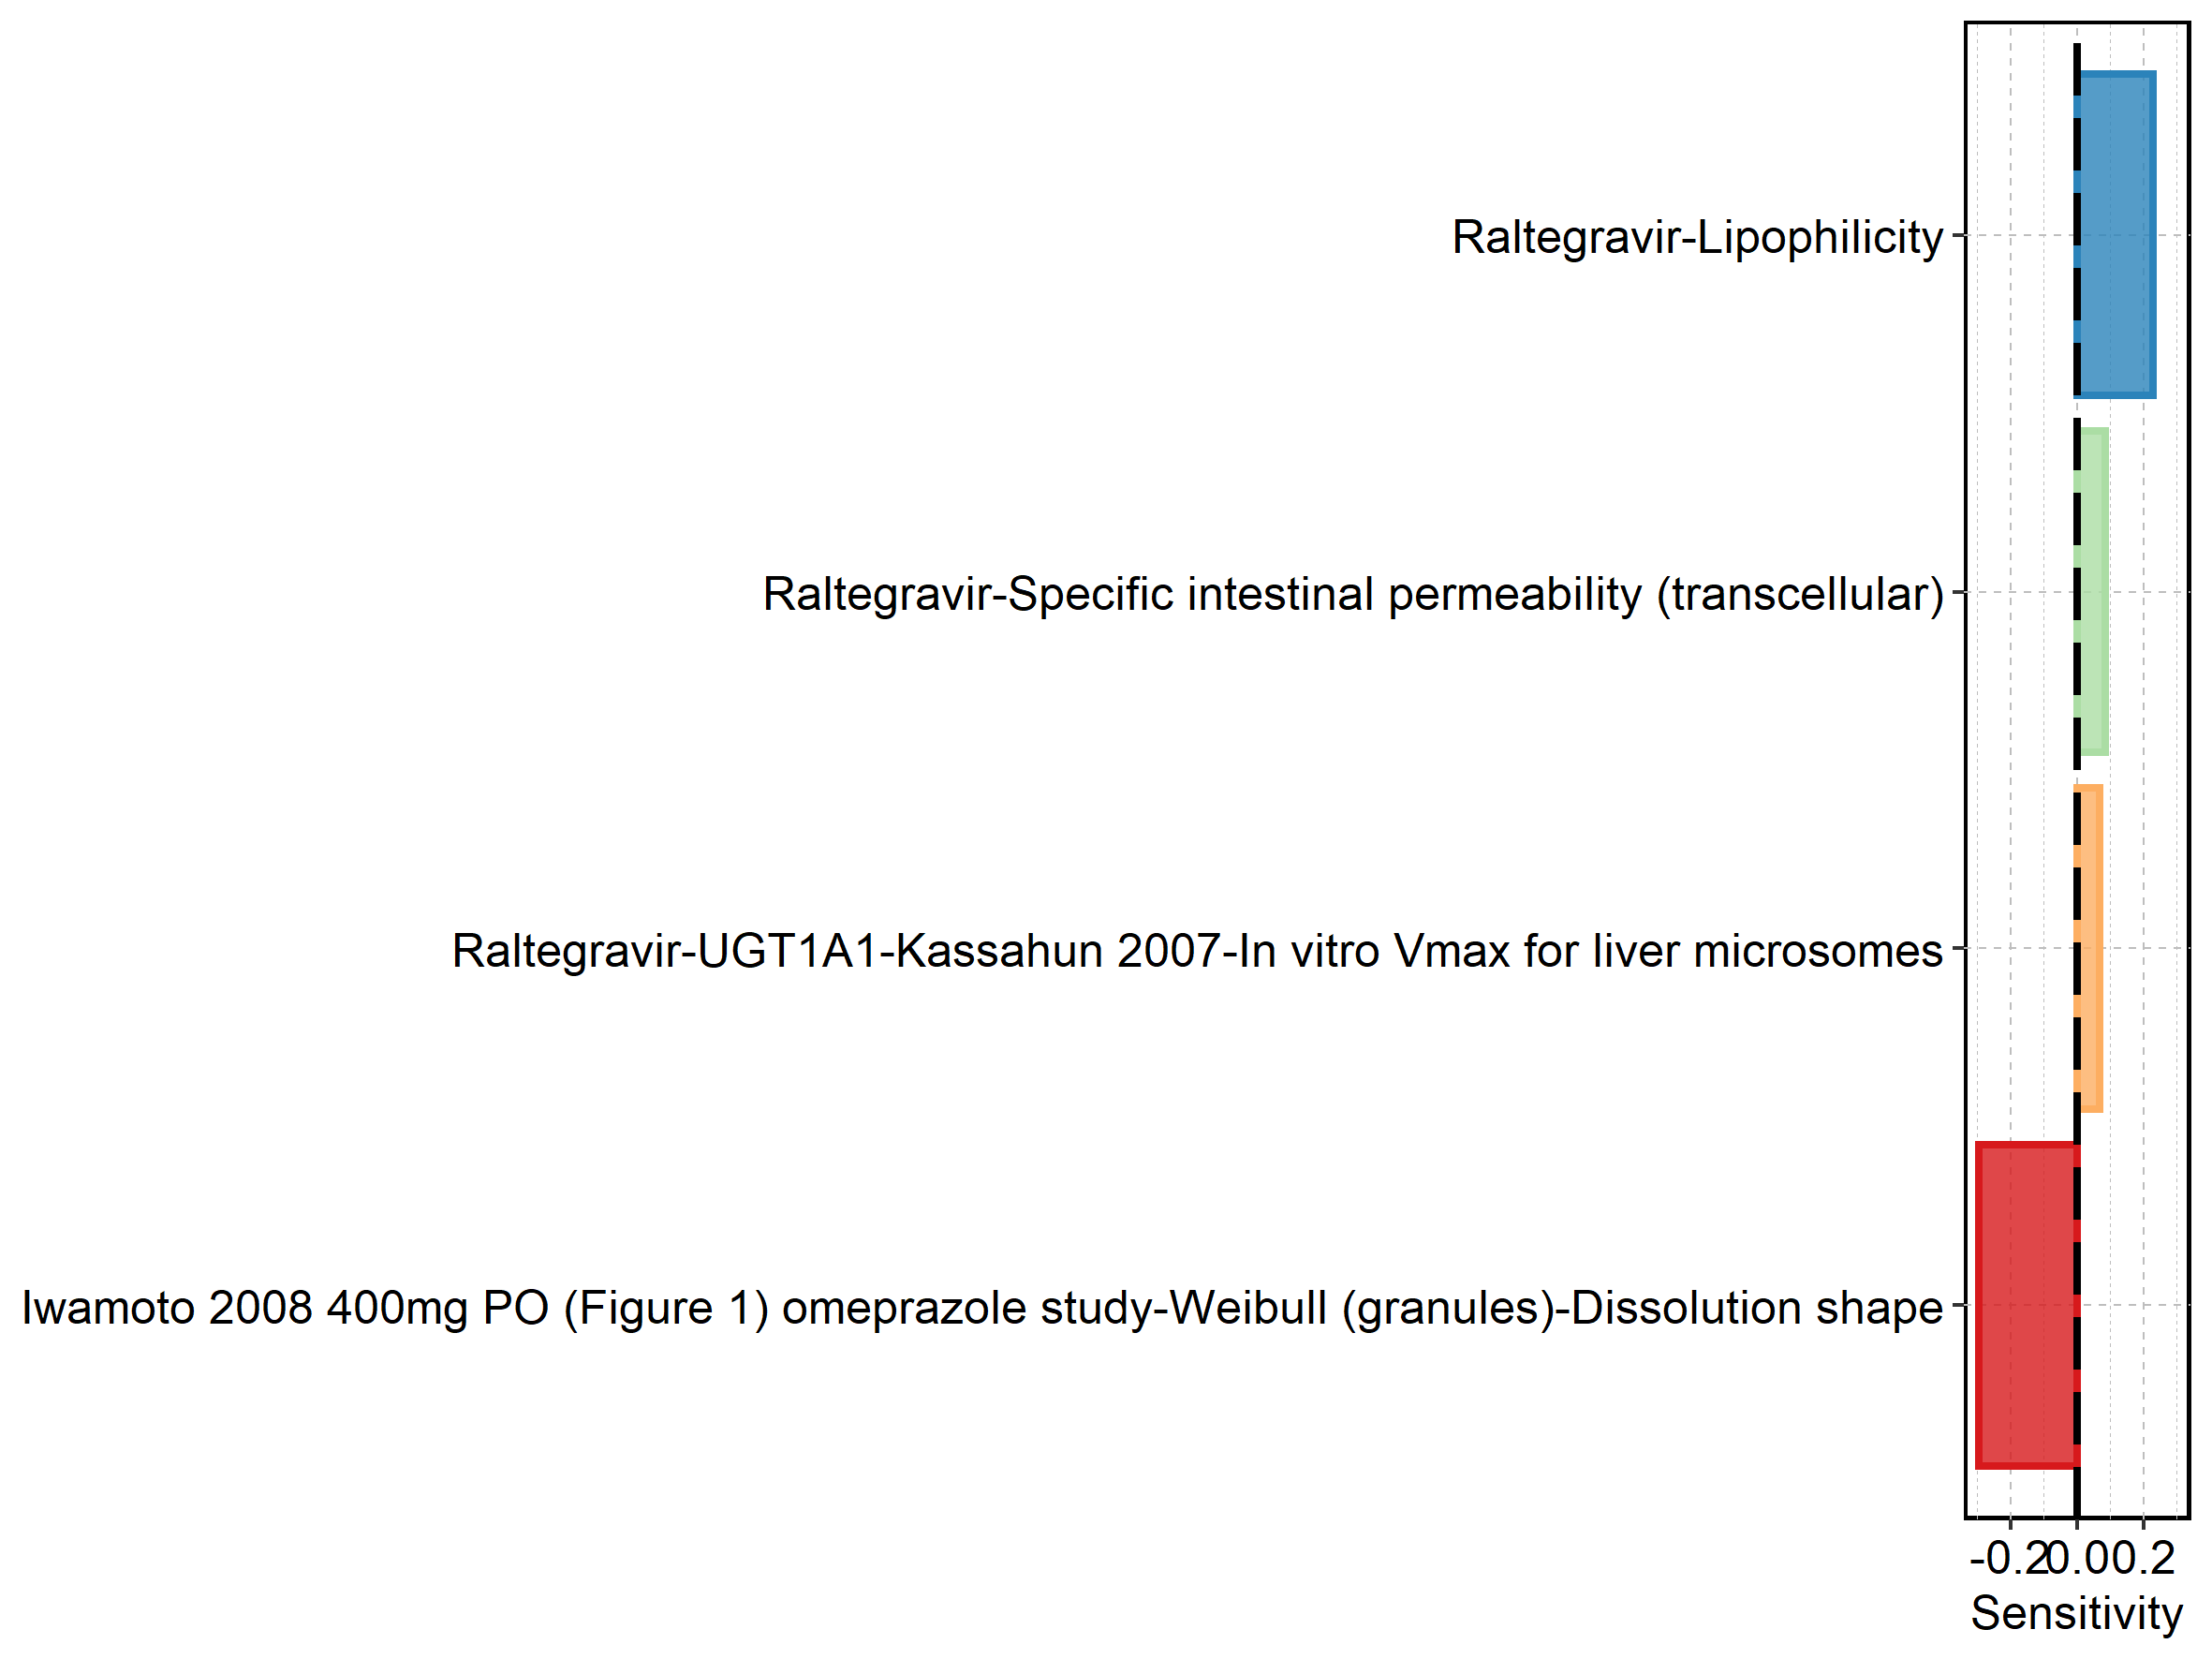 Raltegravir-Lipophilicity
Raltegravir-Specific intestinal permeability (transcellular)
Raltegravir-UGT1A1-Kassahun 2007-In vitro Vmax for liver microsomes
Iwamoto 2008 400mg PO (Figure 1) omeprazole study-Weibull (granules)-Dissolution shape
-0.2 0.0 0.2
Sensitivity